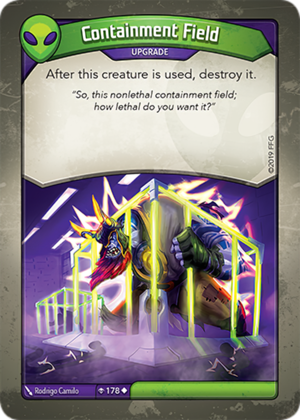 Containment Field
UPGRADE
After this creature is used, destroy it.
“So, this nonlethal containment field;
how lethal do you want it?”
©2019 FFG
Rodrigo Camilo
178